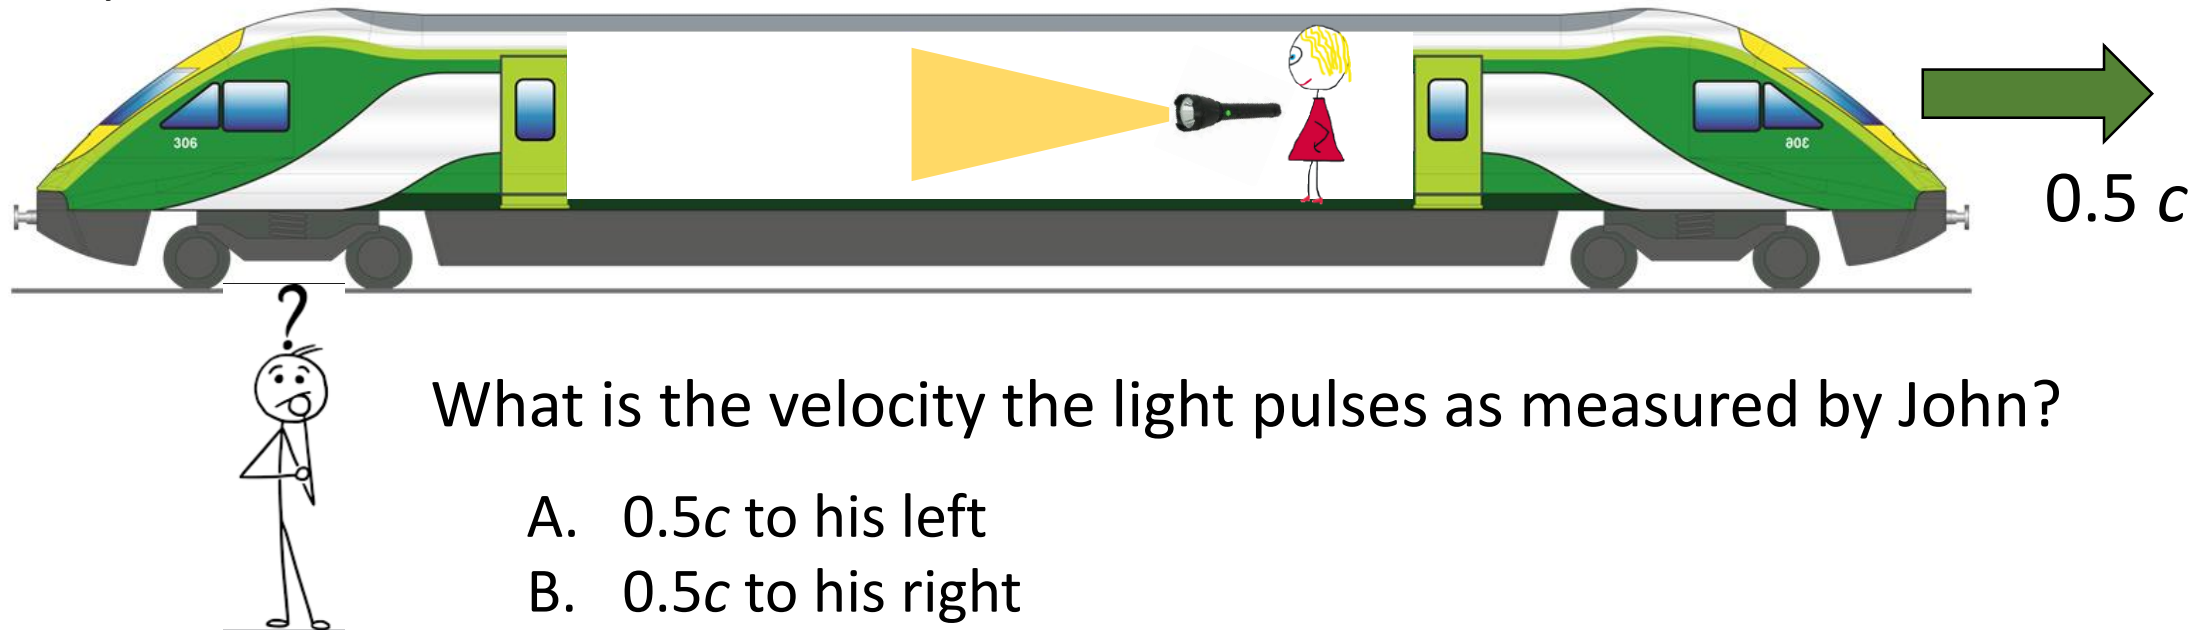 306
306
0.5 c
?
What is the velocity the light pulses as measured by John?
A. 0.5c to his left
B. 0.5c to his right